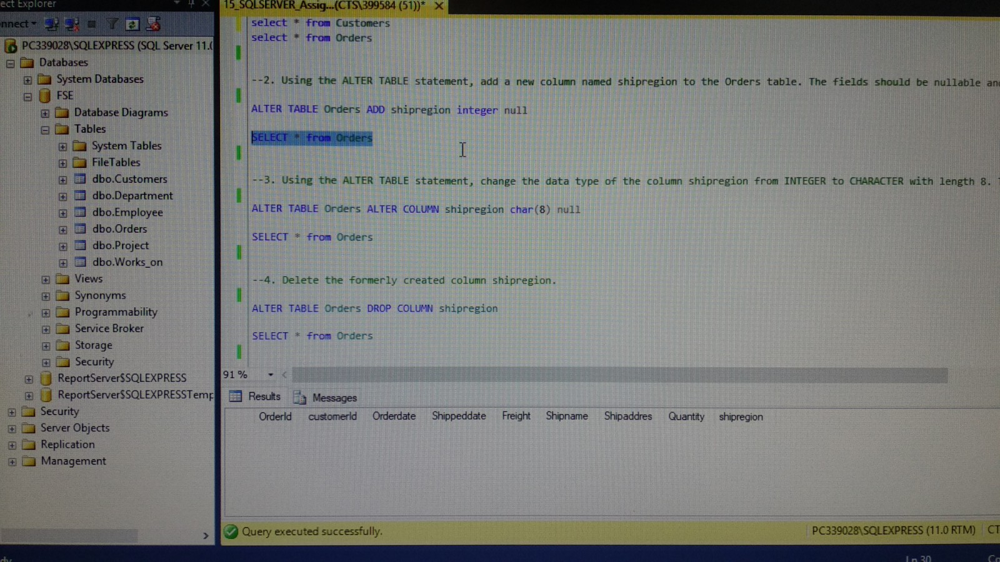 ect Explorer
nnect
PC339028\SQLEXPRESS (SQL Server 11.0
Databases
System Databases
FSE
Database Diagrams
Tables
System Tables
FileTables
dbo.Customers
dbo.Department
dbo.Employee
dbo.Orders
dbo.Project
dbo.Works_on
Views
Synonyms
Programmability
Service Broker
Storage
Security
ReportServer$SQLEXPRESS
ReportServer$SQLEXPRESSTemp
Security
Server Objects
Replication
Management
15_SQLSERVER_Assig...(CTS\399584 (51))*
select * from Customers
select * from Orders
--2. Using the ALTER TABLE statement, add a new column named shipregion to the Orders table. The fields should be nullable an
ALTER TABLE Orders ADD shipregion integer null
SELECT * from Orders
--3. Using the ALTER TABLE statement, change the data type of the column shipregion from INTEGER to CHARACTER with length 8.
ALTER TABLE Orders ALTER COLUMN shipregion char(8) null
SELECT * from Orders
--4. Delete the formerly created column shipregion.
ALTER TABLE Orders DROP COLUMN shipregion
SELECT * from Orders
91 %
Results Messages
OrderId customerId Orderdate Shippeddate Freight Shipname Shipaddres Quantity shipregion
Query executed successfully.
PC339028\SQLEXPRESS (11.0 RTM) CT
Ln 30